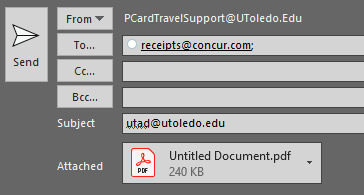 From PCardTravelSupport@UToledo.Edu
To... receipts@concur.com;
Send
Cc...
Bcc...
Subject utad@utoledo.edu
Attached PDF Untitled Document.pdf
240 KB